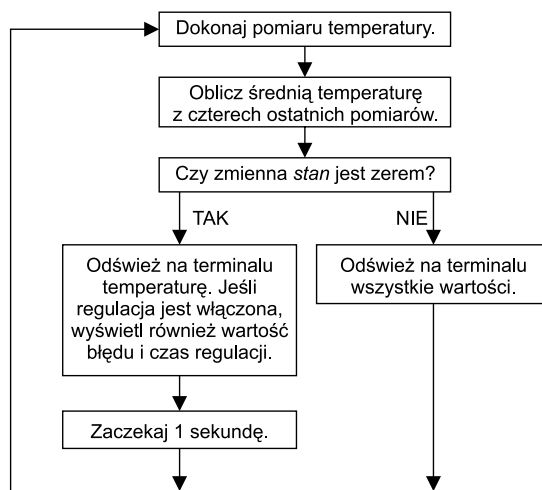 Dokonaj pomiaru temperatury.
Oblicz średnią temperaturę
z czterech ostatnich pomiarów.
Czy zmienna stan jest zerem?
TAK
NIE
Odśwież na terminalu
temperaturę. Jeśli
regulacja jest włączona,
wyświetl również wartość
błędu i czas regulacji.
Odśwież na terminalu
wszystkie wartości.
Zaczekaj 1 sekundę.